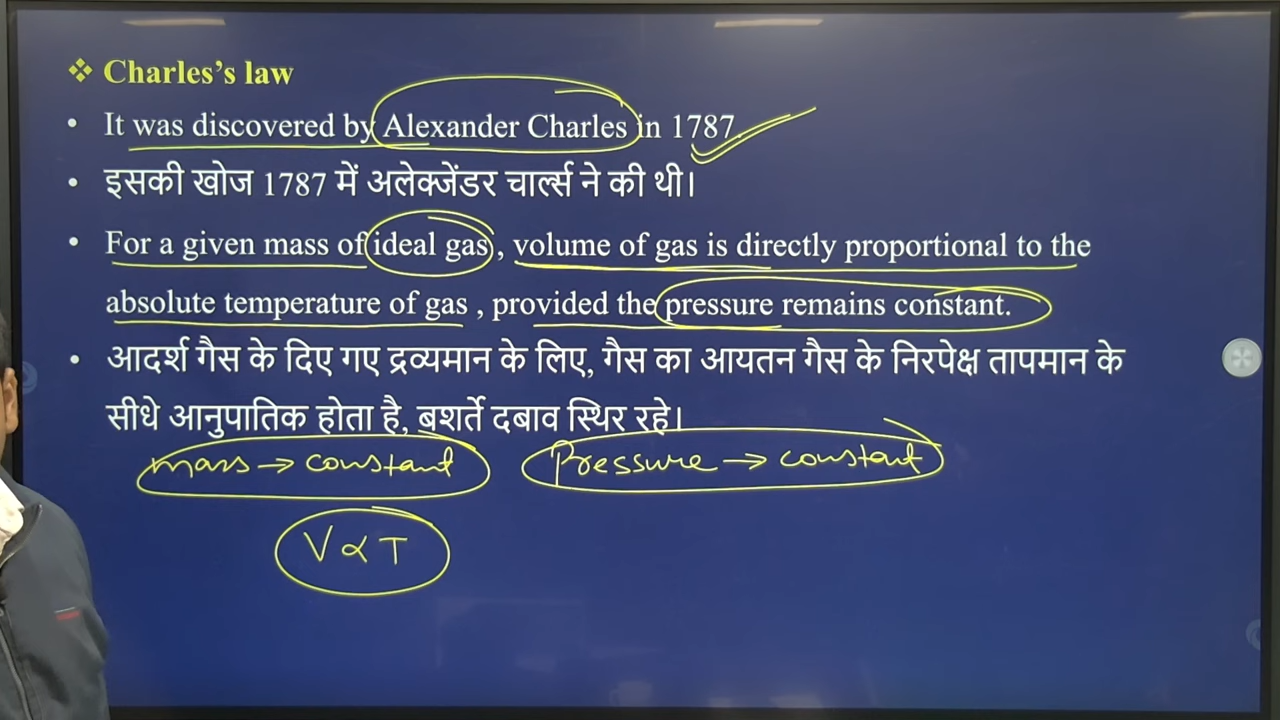 ❖ Charles's law
• It was discovered by Alexander Charles in 1787.
• इसकी खोज 1787 में अलेक्जेंडर चार्ल्स ने की थी।
• For a given mass of ideal gas , volume of gas is directly proportional to the
absolute temperature of gas , provided the pressure remains constant.
• आदर्श गैस के दिए गए द्रव्यमान के लिए, गैस का आयतन गैस के निरपेक्ष तापमान के
सीधे आनुपातिक होता है, बशर्ते दबाव स्थिर रहे।
mass → constant Pressure → constant
V ∝ T